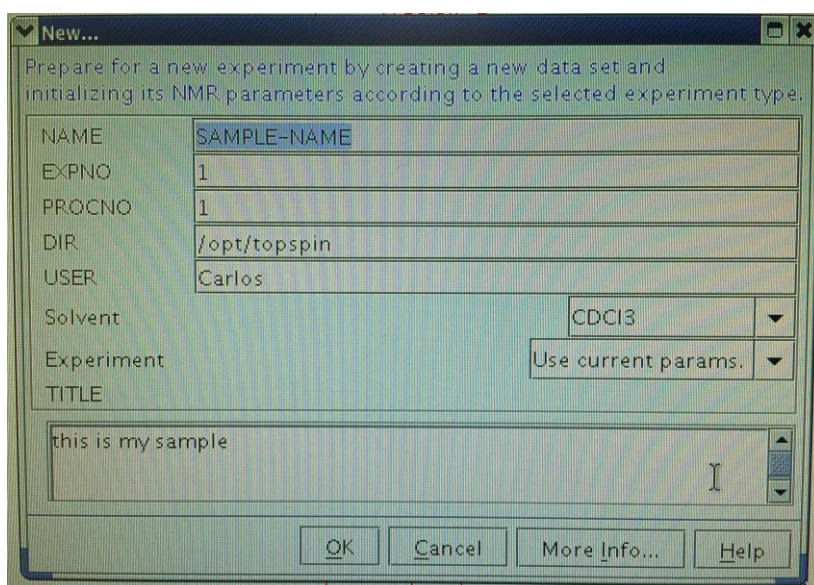 New...
Prepare for a new experiment by creating a new data set and
initializing its NMR parameters according to the selected experiment type.
NAME SAMPLE-NAME
EXPNO 1
PROCNO 1
DIR /opt/topspin
USER Carlos
Solvent CDCl3
Experiment Use current params.
TITLE
this is my sample
OK Cancel More Info... Help